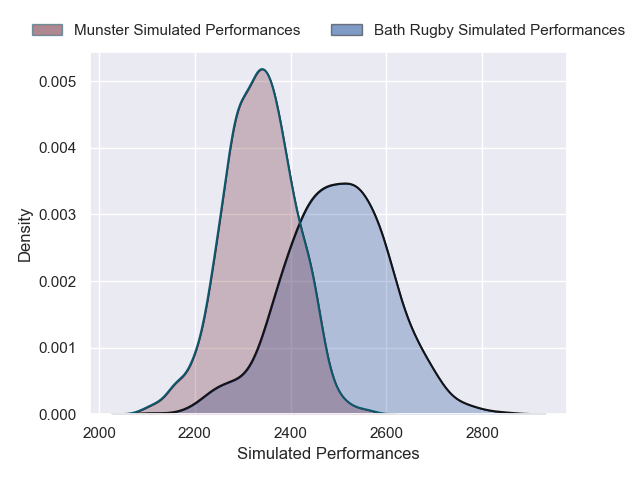 Munster Simulated Performances
Bath Rugby Simulated Performances
0.005
0.004
0.003
0.002
0.001
0.000
Density
2000
2200
2400
2600
2800
Simulated Performances